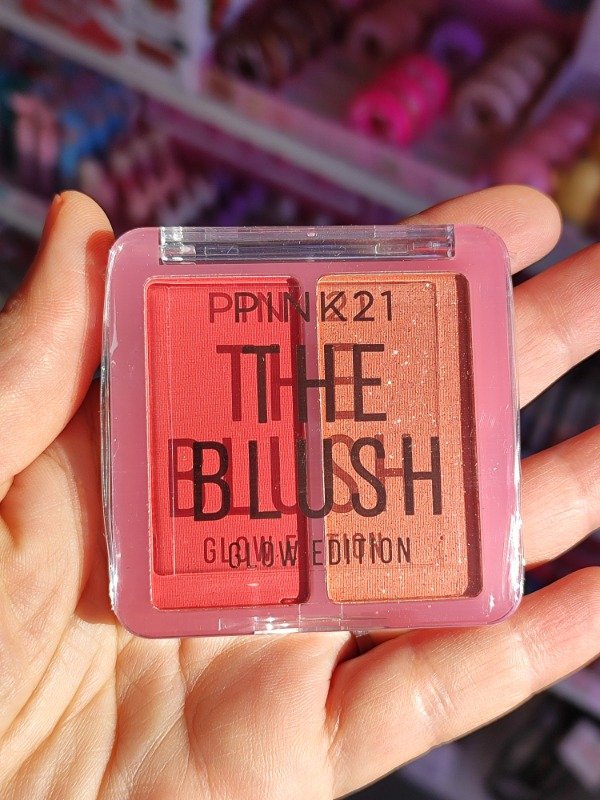 PINK21
THE
BLUSH
GLOW EDITION